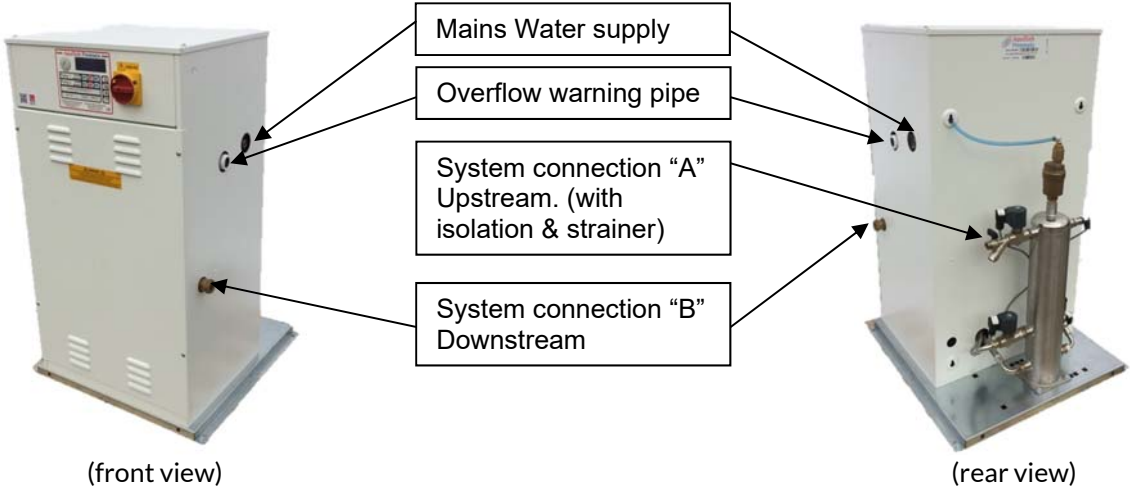 Mains Water supply
Overflow warning pipe
System connection “A”
Upstream. (with
isolation & strainer)
System connection “B”
Downstream
(front view)
(rear view)